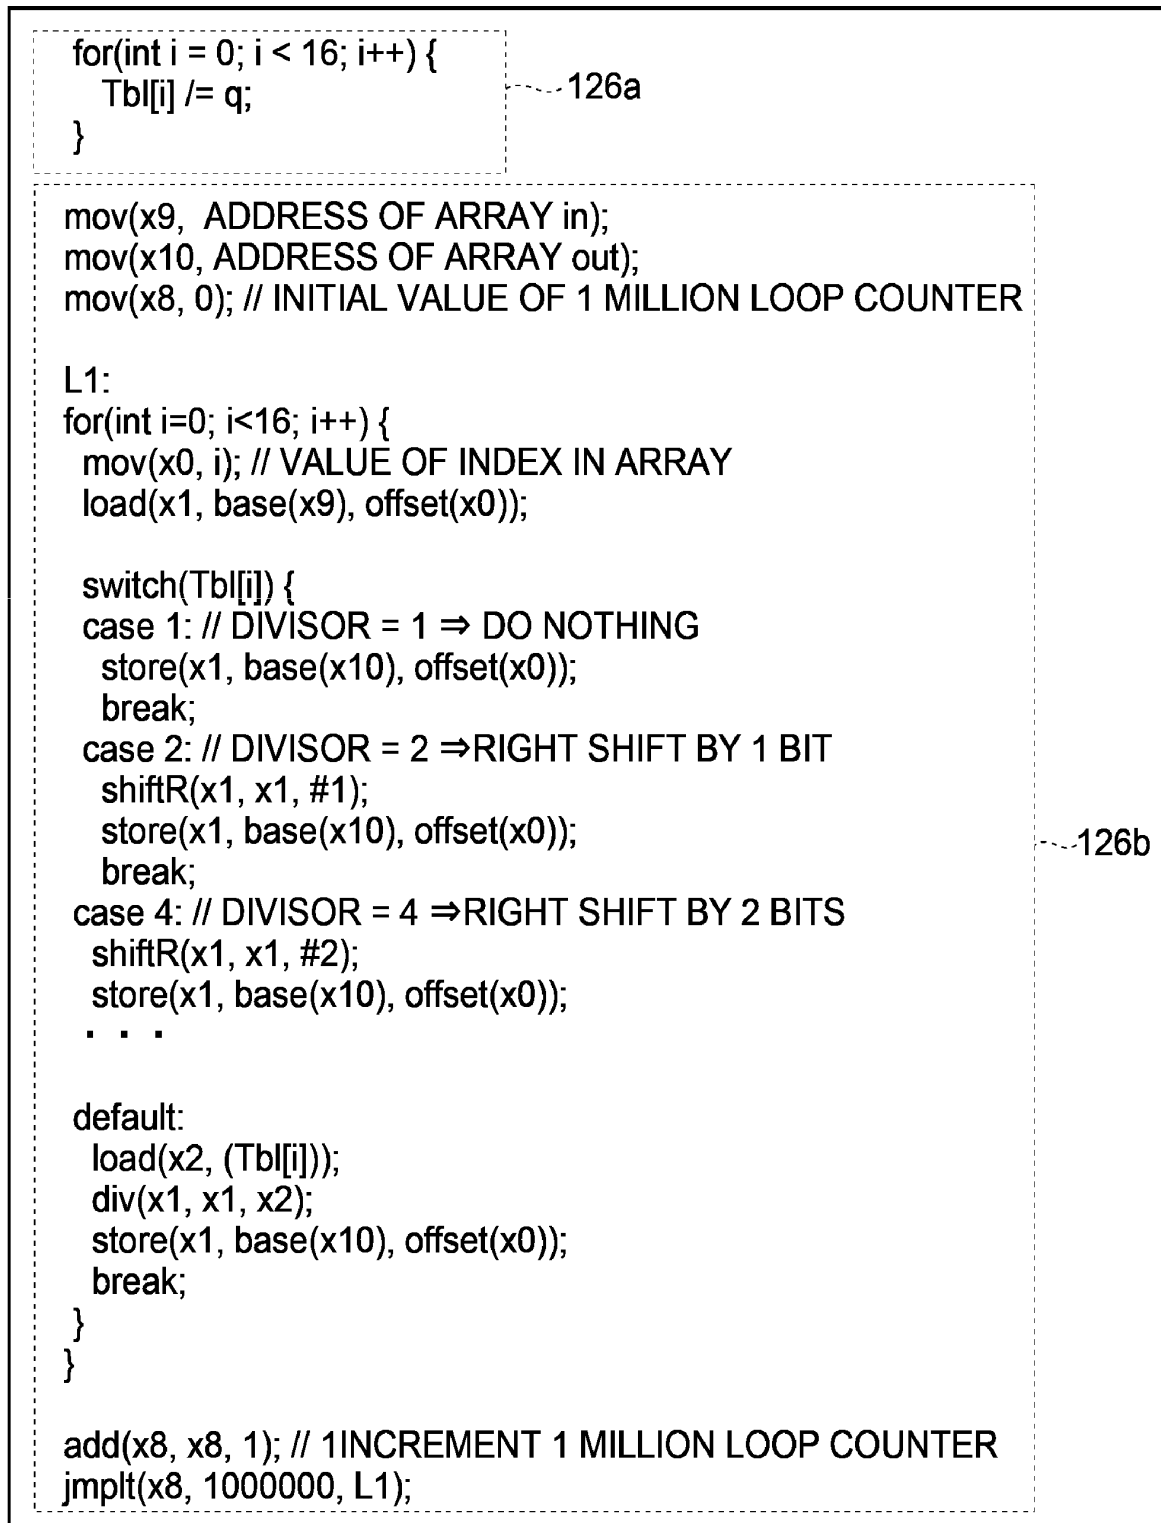 for(int i = 0; i < 16; i++) {
Tbl[i] /= q;
}
126a
mov(x9, ADDRESS OF ARRAY in);
mov(x10, ADDRESS OF ARRAY out);
mov(x8, 0); // INITIAL VALUE OF 1 MILLION LOOP COUNTER
L1:
for(int i=0; i<16; i++) {
mov(x0, i); // VALUE OF INDEX IN ARRAY
load(x1, base(x9), offset(x0));
switch(Tbl[i]) {
case 1: // DIVISOR = 1 ⇒ DO NOTHING
store(x1, base(x10), offset(x0));
break;
case 2: // DIVISOR = 2 ⇒RIGHT SHIFT BY 1 BIT
shiftR(x1, x1, #1);
store(x1, base(x10), offset(x0));
break;
case 4: // DIVISOR = 4 ⇒RIGHT SHIFT BY 2 BITS
shiftR(x1, x1, #2);
store(x1, base(x10), offset(x0));
. . .
default:
load(x2, (Tbl[i]));
div(x1, x1, x2);
store(x1, base(x10), offset(x0));
break;
}
}
add(x8, x8, 1); // 1INCREMENT 1 MILLION LOOP COUNTER
jmplt(x8, 1000000, L1);
126b